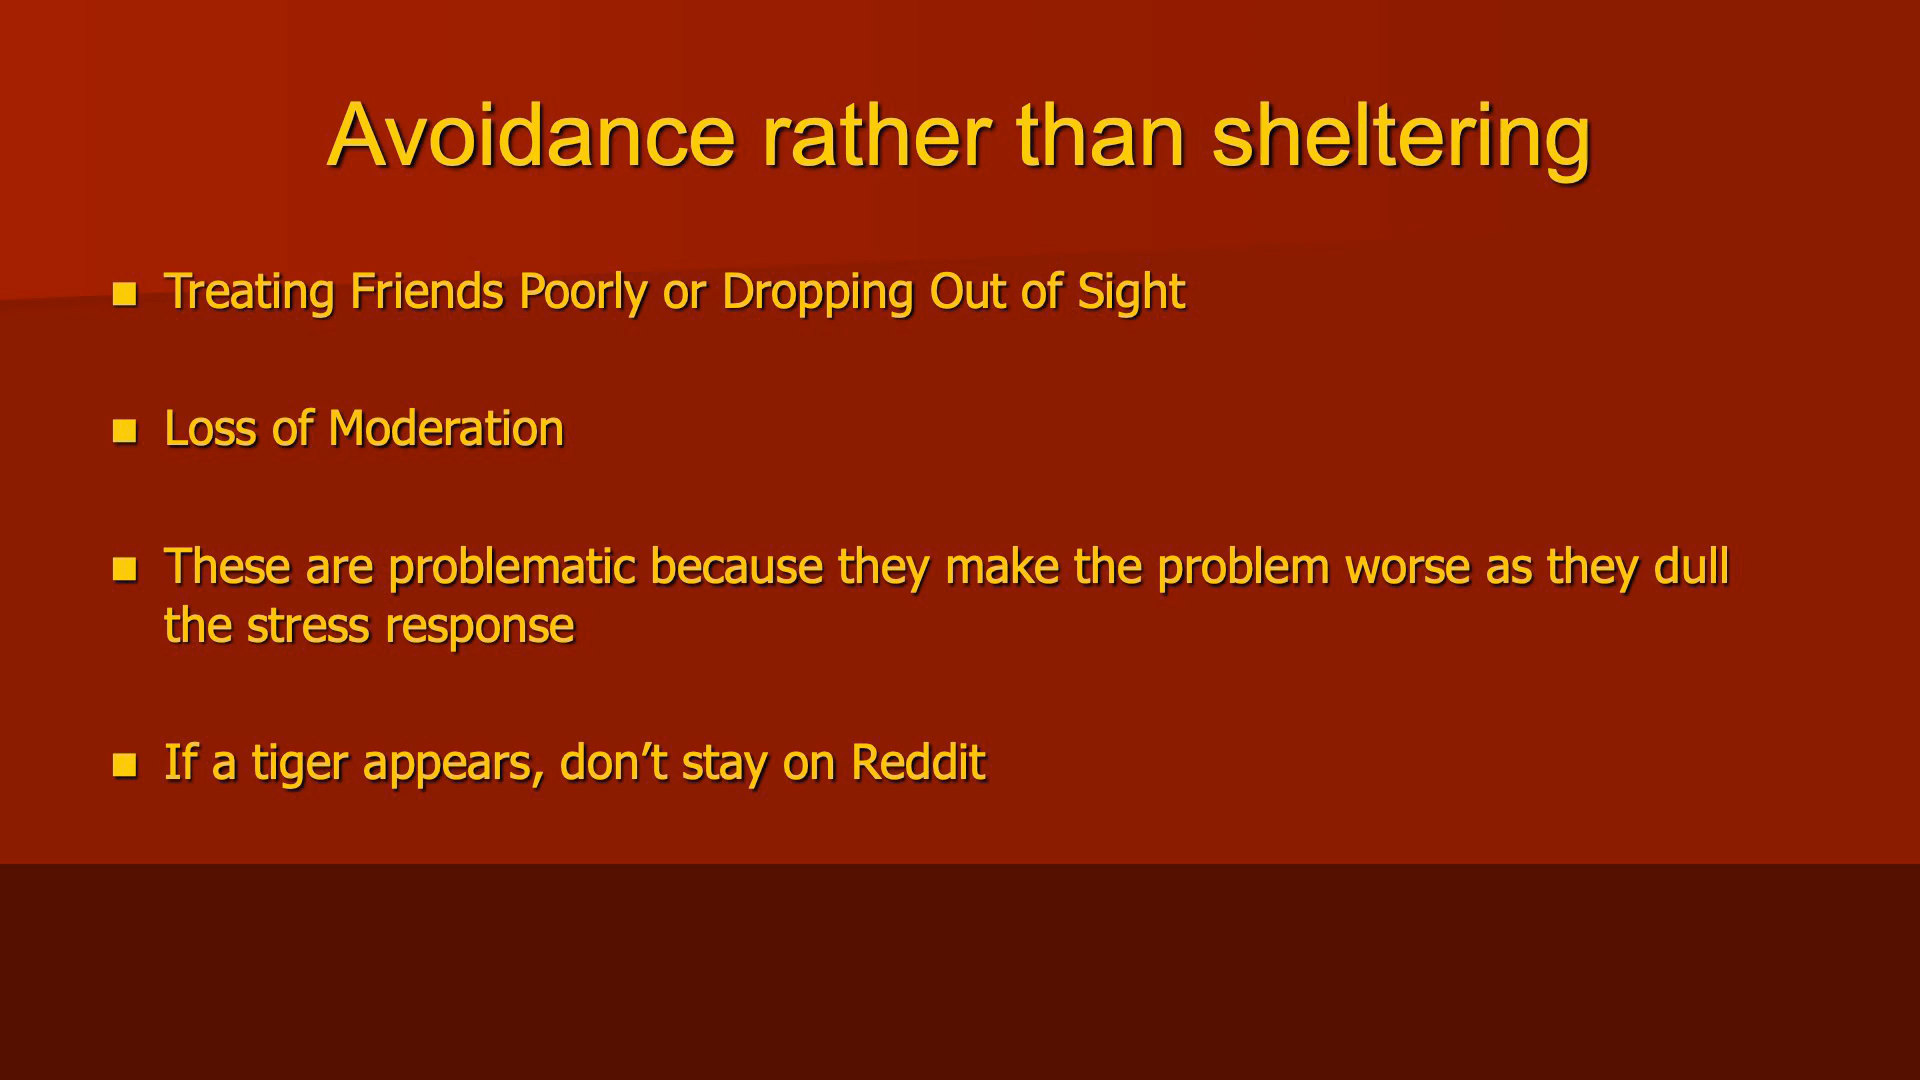 Avoidance rather than sheltering
Treating Friends Poorly or Dropping Out of Sight
Loss of Moderation
These are problematic because they make the problem worse as they dull
the stress response
If a tiger appears, don’t stay on Reddit